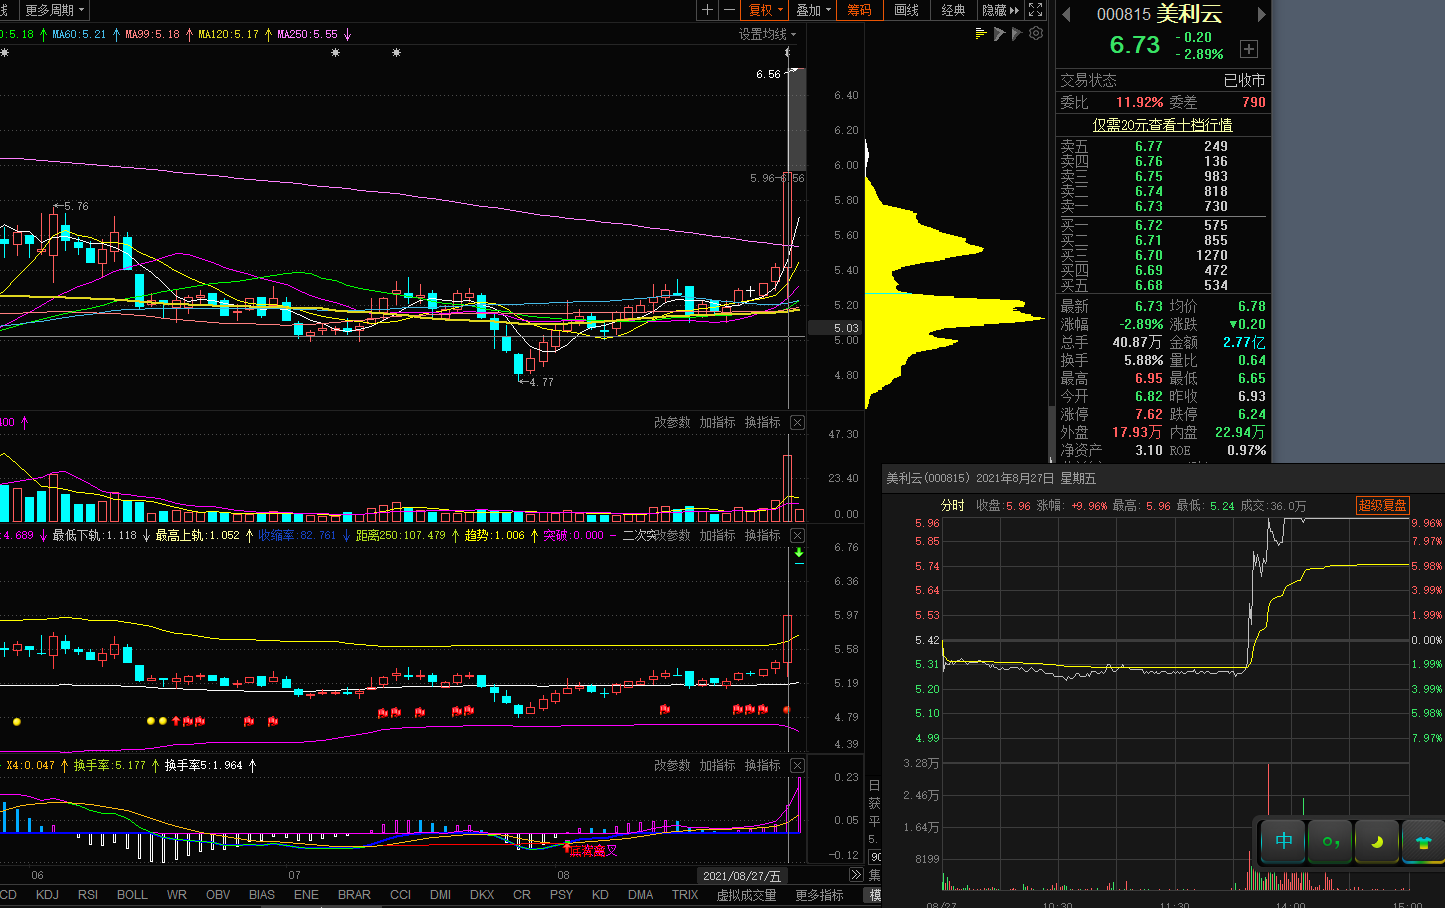 线 更多周期
复权 叠加 筹码 画线 经典 隐藏
0:5.18 ↑ MA60:5.21 ↑ MA99:5.18 ↑ MA120:5.17 ↑ MA250:5.55 ↓ 设置均线
6.56
6.40
6.20
6.00
5.96 6.56
5.80
5.76
5.60
5.40
5.20
5.03
5.00
4.80
4.77
400 ↑ 改参数 加指标 换指标
47.30
23.40
0.00
:4.689 ↓ 最低下轨:1.118 ↓ 最高上轨:1.052 ↑ 收缩率:82.761 ↓ 距离250:107.479 ↑ 趋势:1.006 ↑ 突破:0.000 − 二次突 改参数 加指标 换指标
6.76
6.36
5.97
5.58
5.19
4.79
4.39
X4:0.047 ↑ 换手率:5.177 ↑ 换手率5:1.964 ↑ 改参数 加指标 换指标
0.23
0.05
-0.12
06 07 08 2021/08/27/五
CD KDJ RSI BOLL WR OBV BIAS ENE BRAR CCI DMI DKX CR PSY KD DMA TRIX 虚拟成交量 更多指标 模
日
获
平
5.
90
集
000815 美利云
6.73 -0.20
-2.89%
交易状态 已收市
委比 11.92% 委差 790
仅需20元查看十档行情
卖五 6.77 249
卖四 6.76 136
卖三 6.75 983
卖二 6.74 818
卖一 6.73 730
买一 6.72 575
买二 6.71 855
买三 6.70 1270
买四 6.69 472
买五 6.68 534
最新 6.73 均价 6.78
涨幅 -2.89% 涨跌 ▼0.20
总手 40.87万 金额 2.77亿
换手 5.88% 量比 0.64
最高 6.95 最低 6.65
今开 6.82 昨收 6.93
涨停 7.62 跌停 6.24
外盘 17.93万 内盘 22.94万
净资产 3.10 ROE 0.97%
美利云(000815) 2021年8月27日 星期五
分时 收盘:5.96 涨幅: +9.96% 最高: 5.96 最低: 5.24 成交:36.0万 超级复盘
5.96 9.96%
5.85 7.97%
5.74 5.98%
5.64 3.99%
5.53 1.99%
5.42 0.00%
5.31 1.99%
5.20 3.99%
5.10 5.98%
4.99 7.97%
3.28万
2.46万
1.64万
8199
中
08/27 10:30 11:30 14:00 15:00